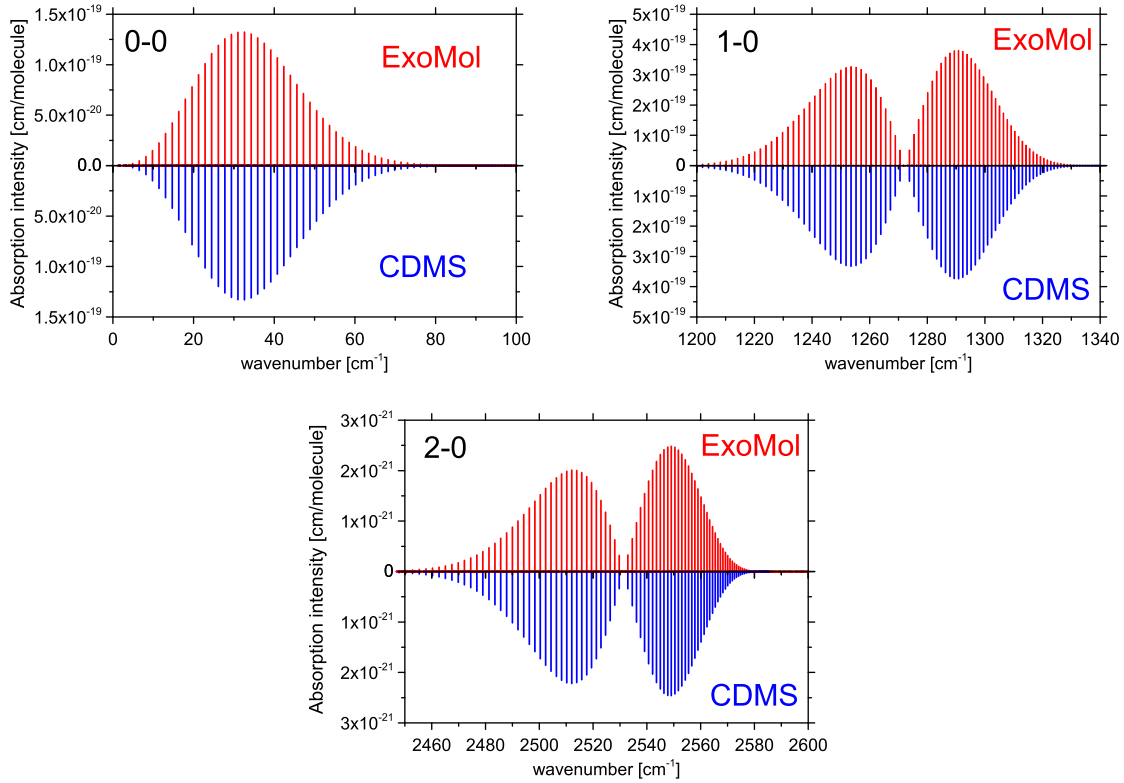 0-0
ExoMol
CDMS
Absorption intensity [cm/molecule]
1.5x10⁻¹⁹
1.0x10⁻¹⁹
5.0x10⁻²⁰
0.0
5.0x10⁻²⁰
1.0x10⁻¹⁹
1.5x10⁻¹⁹
0 20 40 60 80 100
wavenumber [cm⁻¹]
1-0
ExoMol
CDMS
Absorption intensity [cm/molecule]
5x10⁻¹⁹
4x10⁻¹⁹
3x10⁻¹⁹
2x10⁻¹⁹
1x10⁻¹⁹
0
1x10⁻¹⁹
2x10⁻¹⁹
3x10⁻¹⁹
4x10⁻¹⁹
5x10⁻¹⁹
1200 1220 1240 1260 1280 1300 1320 1340
wavenumber [cm⁻¹]
2-0
ExoMol
CDMS
Absorption intensity [cm/molecule]
3x10⁻²¹
2x10⁻²¹
1x10⁻²¹
0
1x10⁻²¹
2x10⁻²¹
3x10⁻²¹
2460 2480 2500 2520 2540 2560 2580 2600
wavenumber [cm⁻¹]